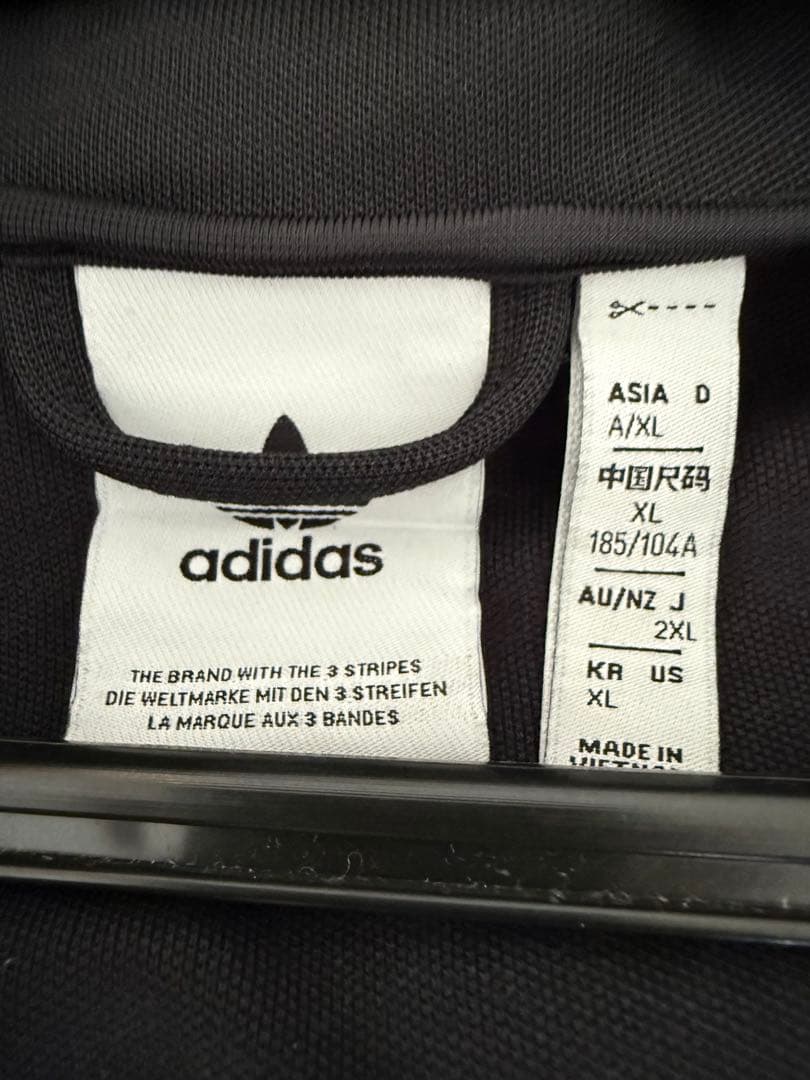 adidas
THE BRAND WITH THE 3 STRIPES
DIE WELTMARKE MIT DEN 3 STREIFEN
LA MARQUE AUX 3 BANDES
ASIA D
A/XL
中国尺码
XL
185/104A
AU/NZ J
2XL
KR US
XL
MADE IN